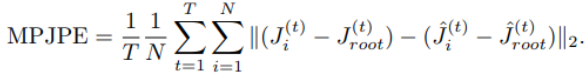 MPJPE = \frac{1}{T} \frac{1}{N} \sum_{t=1}^{T} \sum_{i=1}^{N} \|(J_i^{(t)} - J_{root}^{(t)}) - (\hat{J}_i^{(t)} - \hat{J}_{root}^{(t)})\|_2.